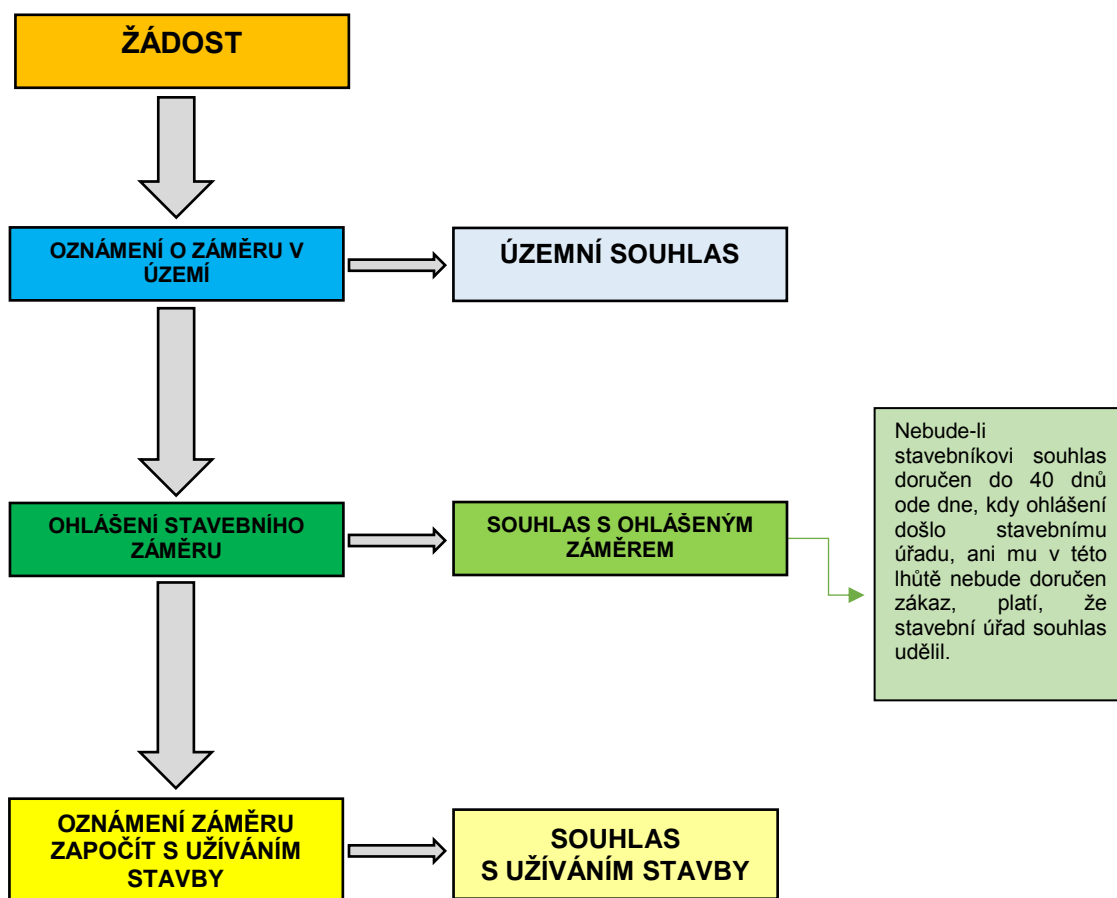 ŽÁDOST
OZNÁMENÍ O ZÁMĚRU V
ÚZEMÍ
ÚZEMNÍ SOUHLAS
OHLÁŠENÍ STAVEBNÍHO
ZÁMĚRU
SOUHLAS S OHLÁŠENÝM
ZÁMĚREM
Nebude-li
stavebníkovi souhlas
doručen do 40 dnů
ode dne, kdy ohlášení
došlo stavebnímu
úřadu, ani mu v této
lhůtě nebude doručen
zákaz, platí, že
stavební úřad souhlas
udělil.
OZNÁMENÍ ZÁMĚRU
ZAPOČÍT S UŽÍVÁNÍM
STAVBY
SOUHLAS
S UŽÍVÁNÍM STAVBY